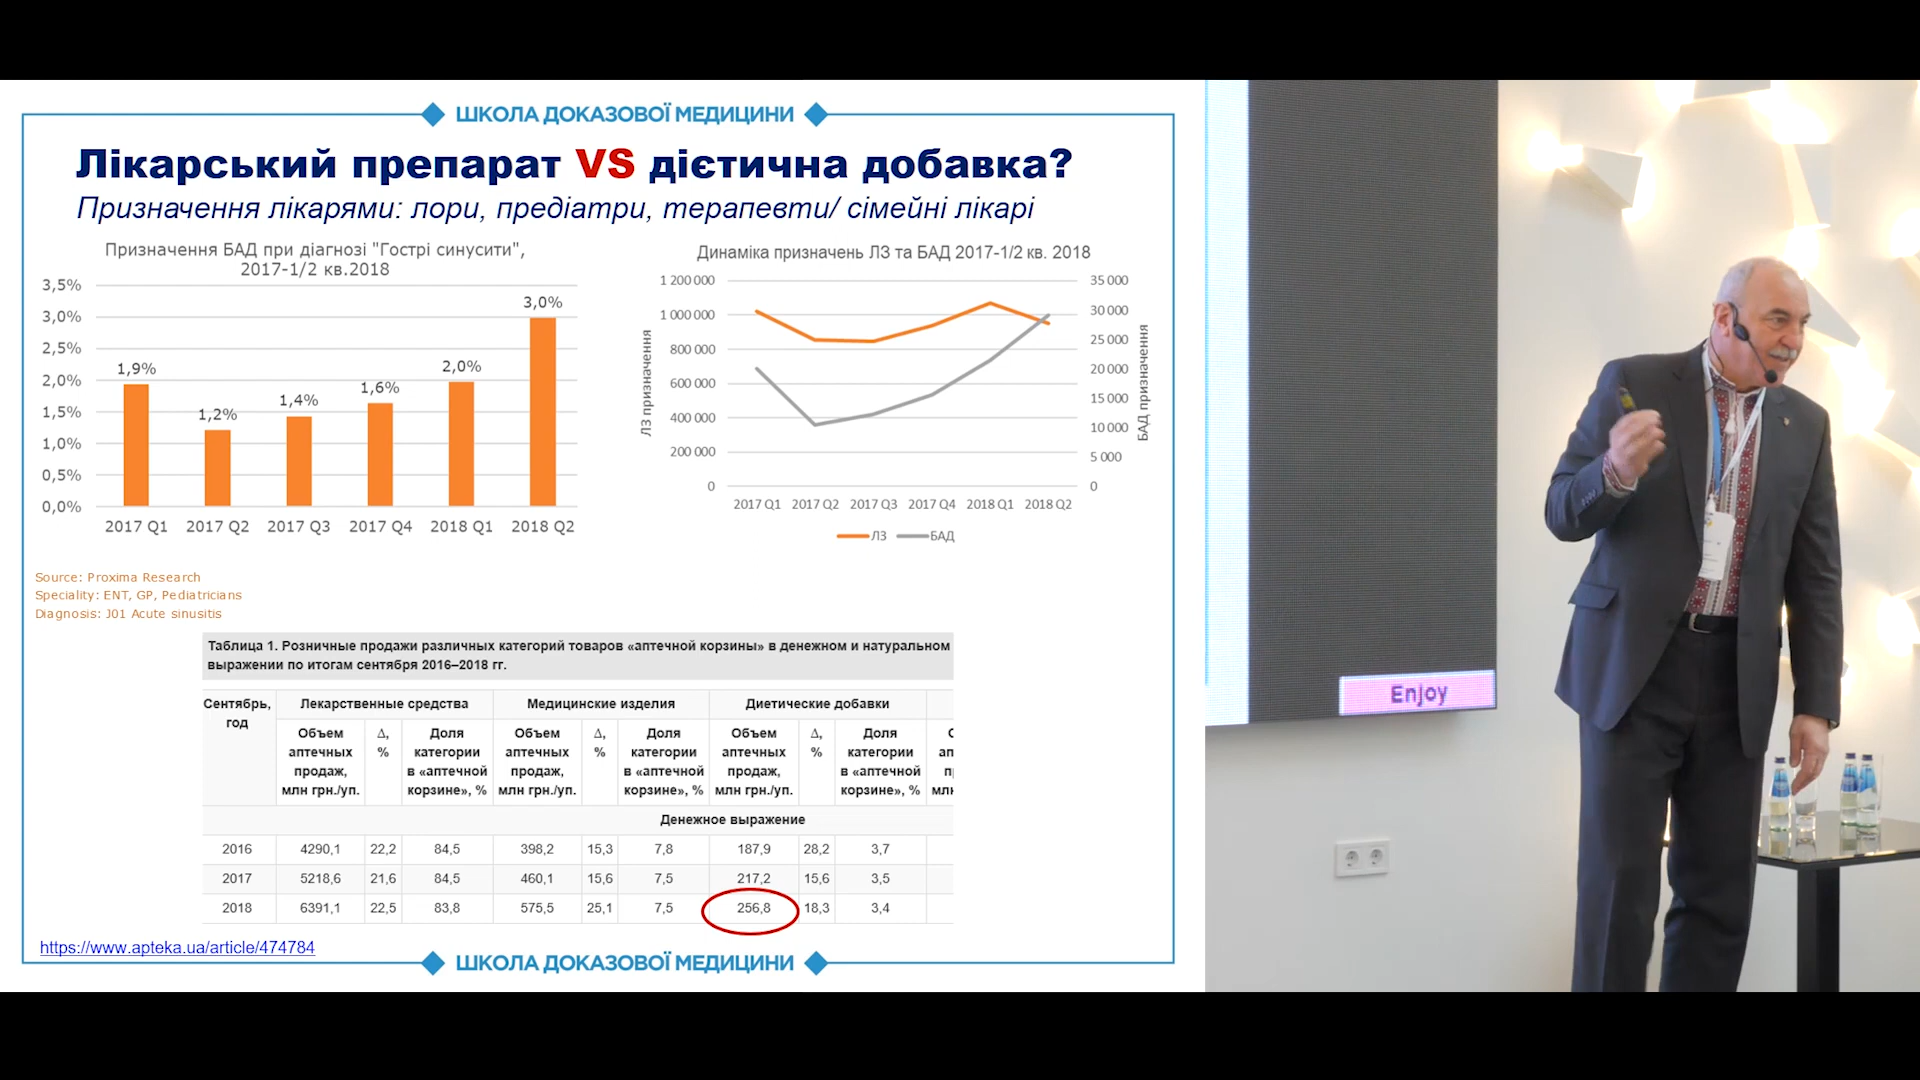 ШКОЛА ДОКАЗОВОЇ МЕДИЦИНИ
Лікарський препарат VS дієтична добавка?
Призначення лікарями: лори, предіатри, терапевти/ сімейні лікарі
Призначення БАД при діагнозі "Гострі синусити",
2017-1/2 кв.2018
3,5%
3,0%
2,5%
2,0%
1,5%
1,0%
0,5%
0,0%
1,9%
1,2%
1,4%
1,6%
2,0%
3,0%
2017 Q1 2017 Q2 2017 Q3 2017 Q4 2018 Q1 2018 Q2
Динаміка призначень ЛЗ та БАД 2017-1/2 кв. 2018
ЛЗ призначення
1 200 000
1 000 000
800 000
600 000
400 000
200 000
0
35 000
30 000
25 000
20 000
15 000
10 000
5 000
0
БАД призначення
2017 Q1 2017 Q2 2017 Q3 2017 Q4 2018 Q1 2018 Q2
ЛЗ БАД
Source: Proxima Research
Speciality: ENT, GP, Pediatricians
Diagnosis: J01 Acute sinusitis
Таблица 1. Розничные продажи различных категорий товаров «аптечной корзины» в денежном и натуральном
выражении по итогам сентября 2016–2018 гг.
Сентябрь, год Лекарственные средства Медицинские изделия Диетические добавки
Объем аптечных продаж, млн грн./уп. Δ, % Доля категории в «аптечной корзине», % Объем аптечных продаж, млн грн./уп. Δ, % Доля категории в «аптечной корзине», % Объем аптечных продаж, млн грн./уп. Δ, % Доля категории в «аптечной корзине», %
Денежное выражение
2016 4290,1 22,2 84,5 398,2 15,3 7,8 187,9 28,2 3,7
2017 5218,6 21,6 84,5 460,1 15,6 7,5 217,2 15,6 3,5
2018 6391,1 22,5 83,8 575,5 25,1 7,5 256,8 18,3 3,4
https://www.apteka.ua/article/474784
ШКОЛА ДОКАЗОВОЇ МЕДИЦИНИ
Enjoy